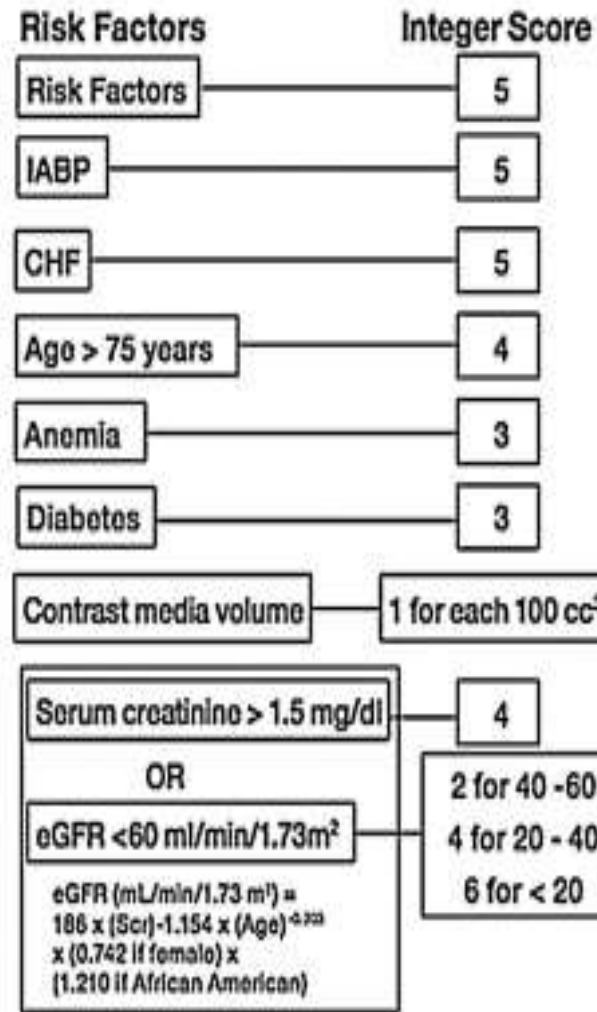 Risk Factors Integer Score
Risk Factors 5
IABP 5
CHF 5
Age > 75 years 4
Anemia 3
Diabetes 3
Contrast media volume 1 for each 100 cc³
Serum creatinine > 1.5 mg/dl 4
OR
eGFR <60 ml/min/1.73m²
2 for 40 -60
4 for 20 - 40
6 for < 20
eGFR (mL/min/1.73 m²) =
186 x (Scr)-1.154 x (Age)-0.203
x (0.742 if female) x
(1.210 if African American)